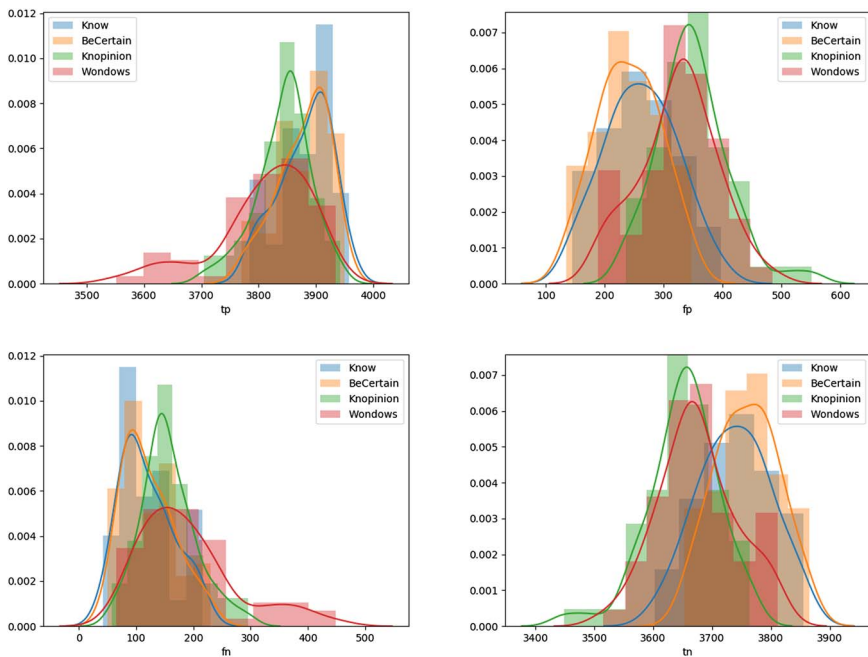 0.012
0.010
0.008
0.006
0.004
0.002
0.000
3500 3600 3700 3800 3900 4000
tp
Know
BeCertain
Knopinion
Wondows
0.007
0.006
0.005
0.004
0.003
0.002
0.001
0.000
100 200 300 400 500 600
fp
Know
BeCertain
Knopinion
Wondows
0.012
0.010
0.008
0.006
0.004
0.002
0.000
0 100 200 300 400 500
fn
Know
BeCertain
Knopinion
Wondows
0.007
0.006
0.005
0.004
0.003
0.002
0.001
0.000
3400 3500 3600 3700 3800 3900
tn
Know
BeCertain
Knopinion
Wondows